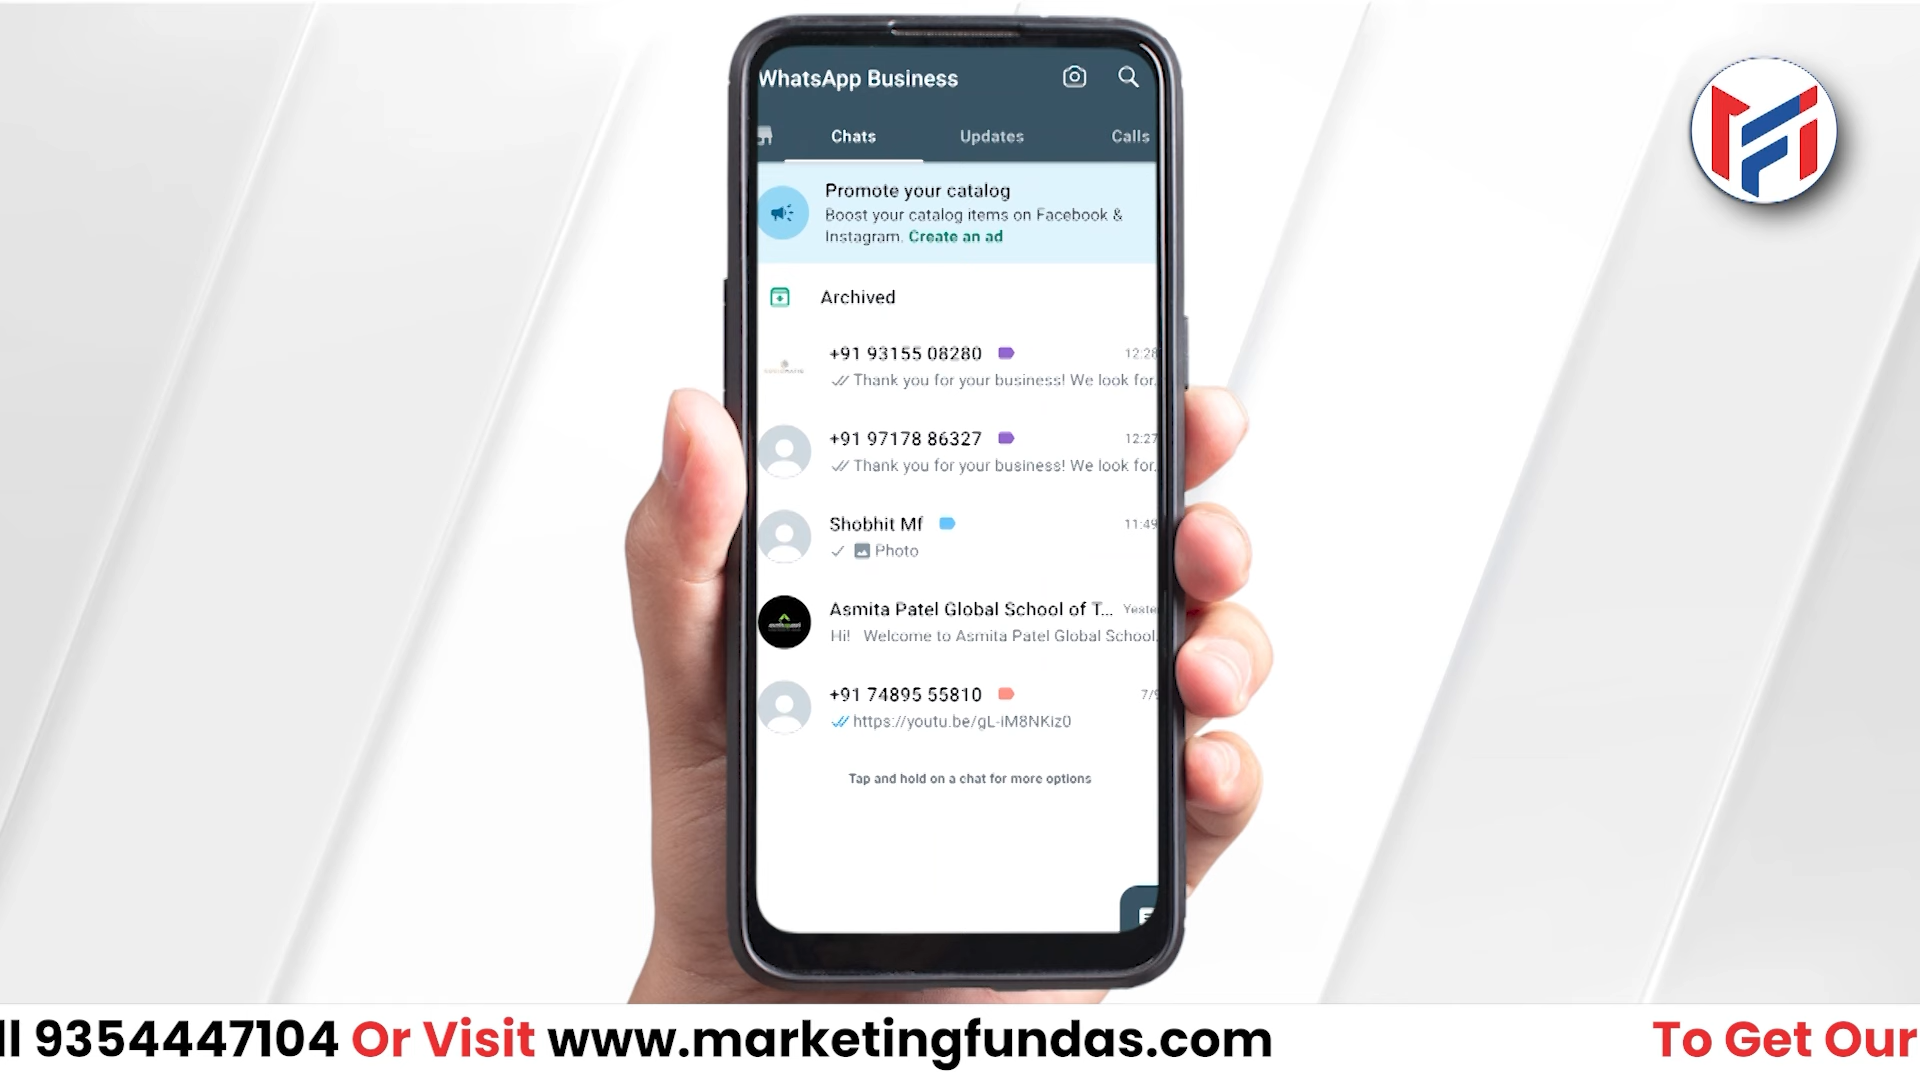 WhatsApp Business
Chats Updates Calls
Promote your catalog
Boost your catalog items on Facebook &
Instagram. Create an ad
Archived
+91 93155 08280 12:28
Thank you for your business! We look for.
+91 97178 86327 12:27
Thank you for your business! We look for.
Shobhit Mf 11:49
Photo
Asmita Patel Global School of T... Yeste
Hi! Welcome to Asmita Patel Global School.
+91 74895 55810 7/9
https://youtu.be/gL-iM8NKiz0
Tap and hold on a chat for more options
ll 9354447104 Or Visit www.marketingfundas.com To Get Our